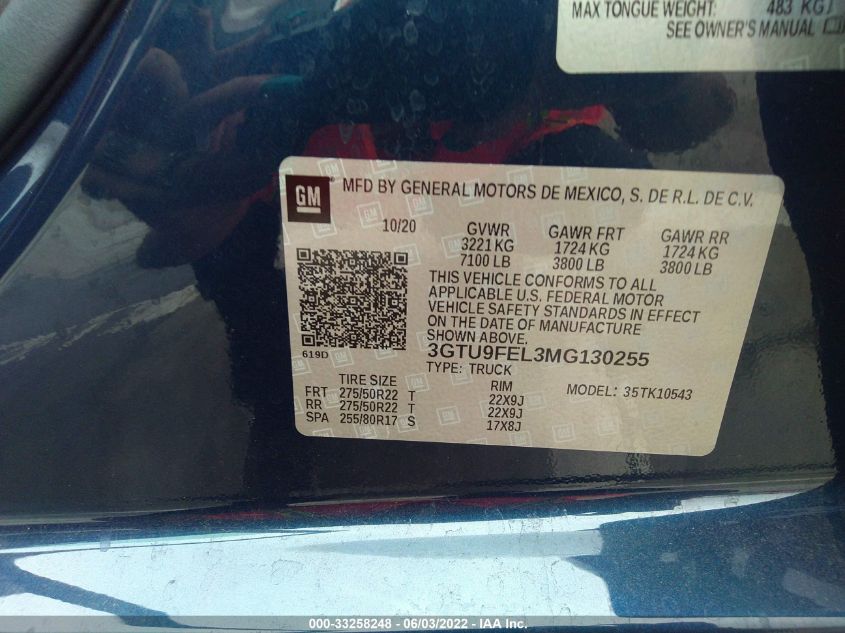 MAX TONGUE WEIGHT: 483 KG
SEE OWNER'S MANUAL
GM ® MFD BY GENERAL MOTORS DE MEXICO, S. DE R.L. DE C.V.
10/20 GVWR GAWR FRT GAWR RR
3221 KG 1724 KG 1724 KG
7100 LB 3800 LB 3800 LB
THIS VEHICLE CONFORMS TO ALL
APPLICABLE U.S. FEDERAL MOTOR
VEHICLE SAFETY STANDARDS IN EFFECT
ON THE DATE OF MANUFACTURE
SHOWN ABOVE.
619D 3GTU9FEL3MG130255
TYPE: TRUCK
TIRE SIZE RIM MODEL: 35TK10543
FRT 275/50R22 T 22X9J
RR 275/50R22 T 22X9J
SPA 255/80R17 S 17X8J
000-33258248 - 06/03/2022 - IAA Inc.